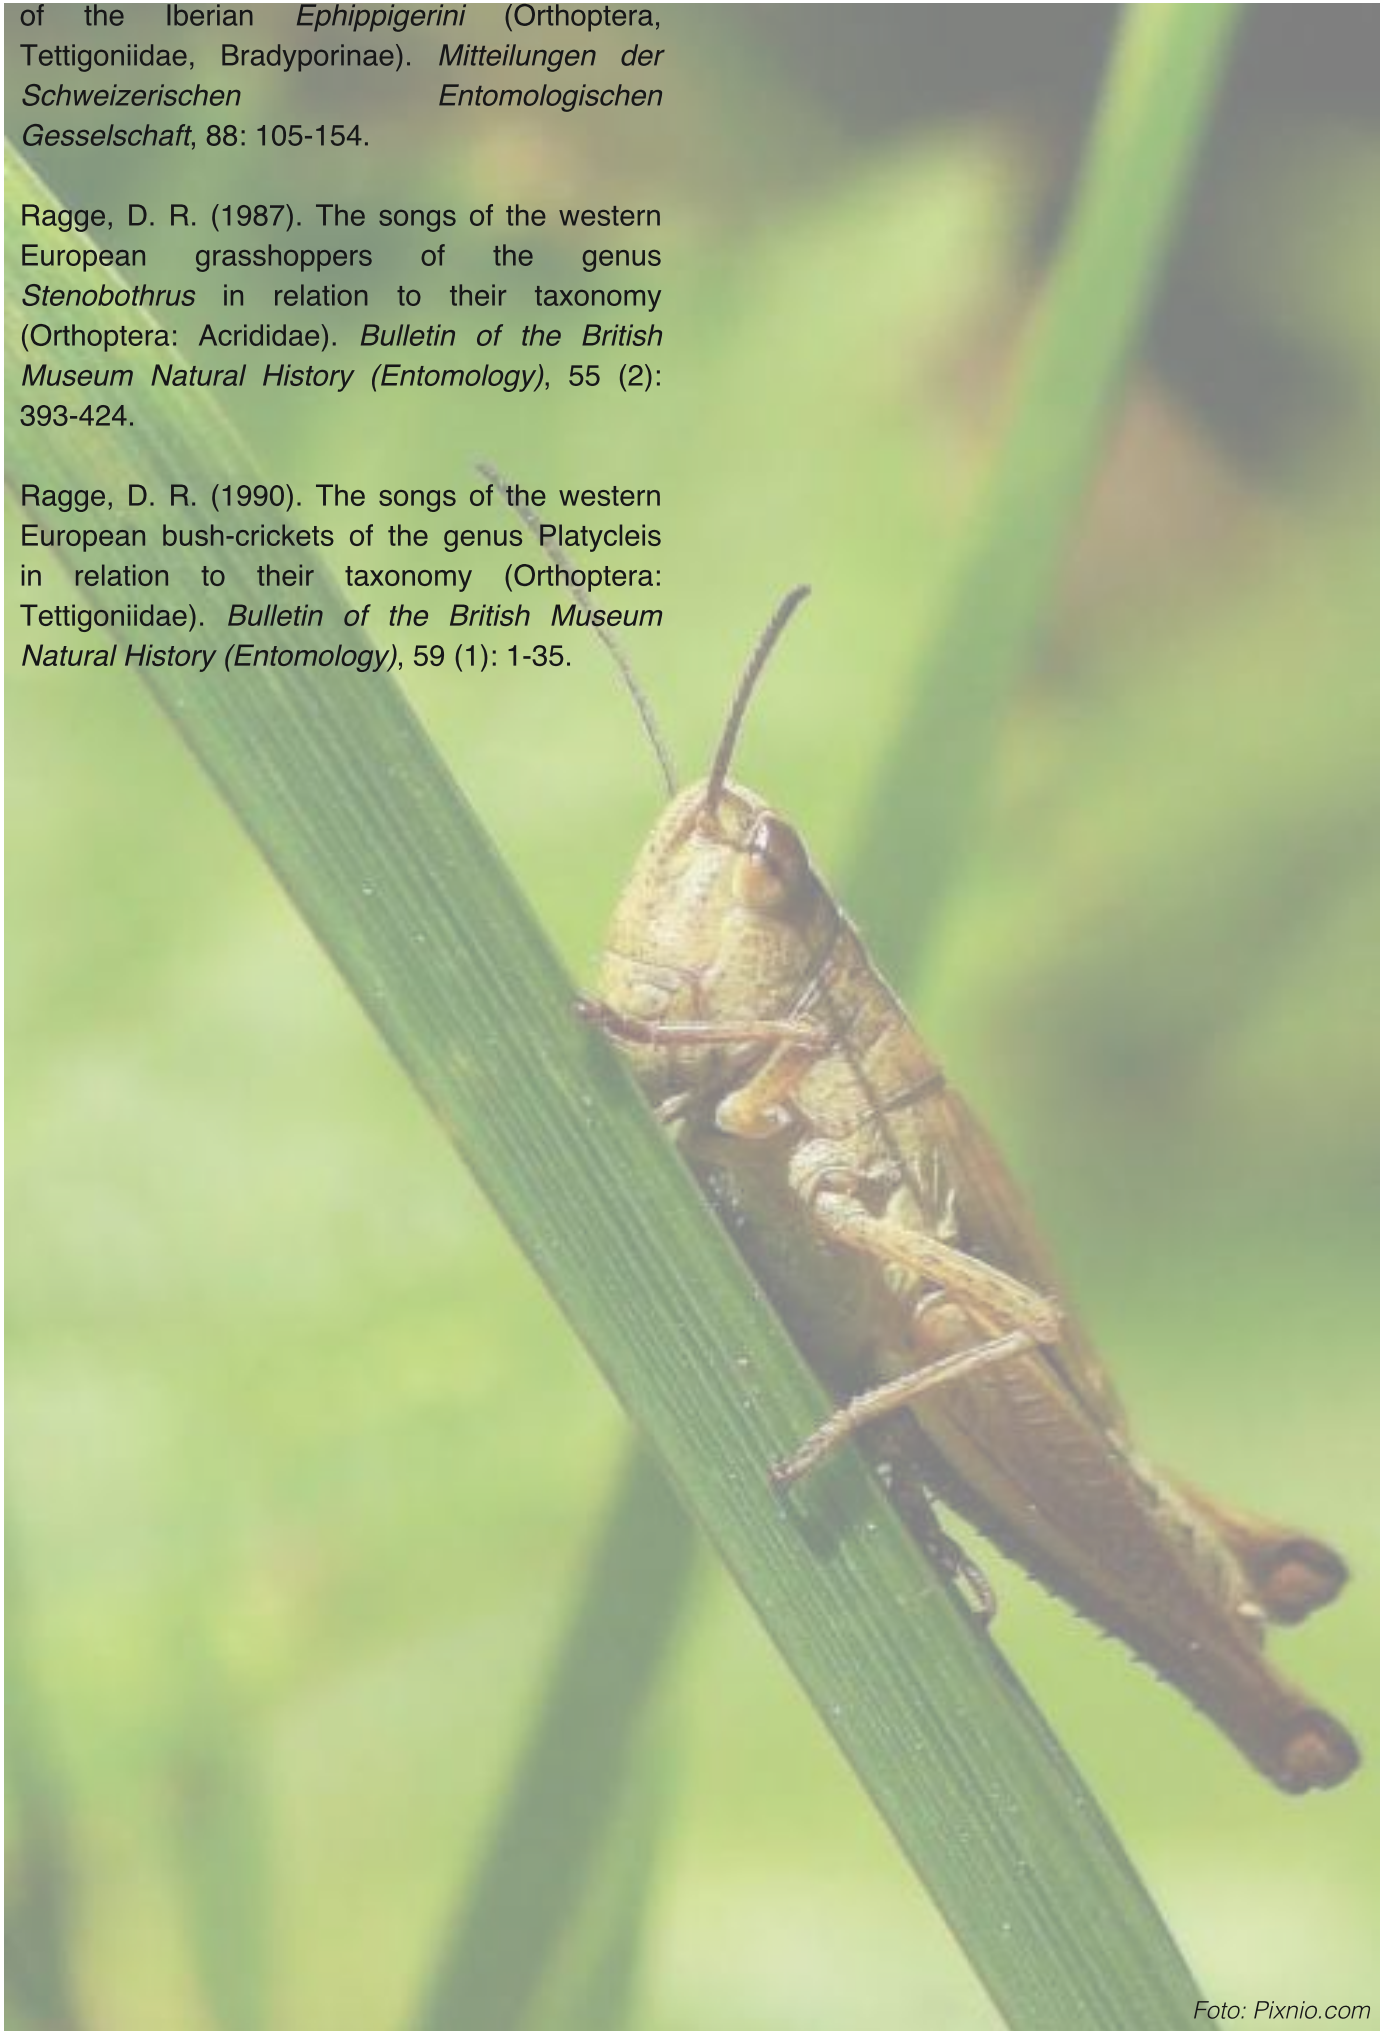 of the Iberian Ephippigerini (Orthoptera,
Tettigoniidae, Bradyporinae). Mitteilungen der
Schweizerischen Entomologischen
Gesselschaft, 88: 105-154.
Ragge, D. R. (1987). The songs of the western
European grasshoppers of the genus
Stenobothrus in relation to their taxonomy
(Orthoptera: Acrididae). Bulletin of the British
Museum Natural History (Entomology), 55 (2):
393-424.
Ragge, D. R. (1990). The songs of the western
European bush-crickets of the genus Platycleis
in relation to their taxonomy (Orthoptera:
Tettigoniidae). Bulletin of the British Museum
Natural History (Entomology), 59 (1): 1-35.
Foto: Pixnio.com